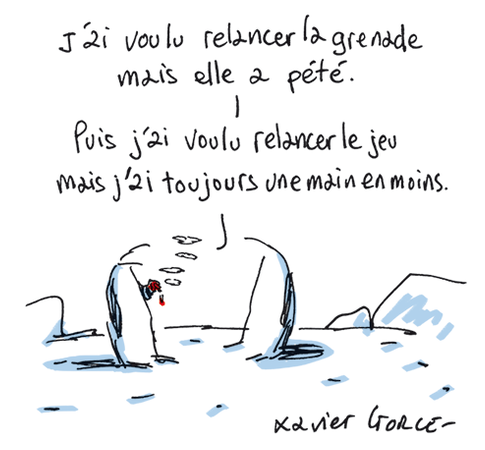 J'ai voulu relancer la grenade
mais elle a pété.
Puis j'ai voulu relancer le jeu
mais j'ai toujours une main en moins.
Xavier GORCE